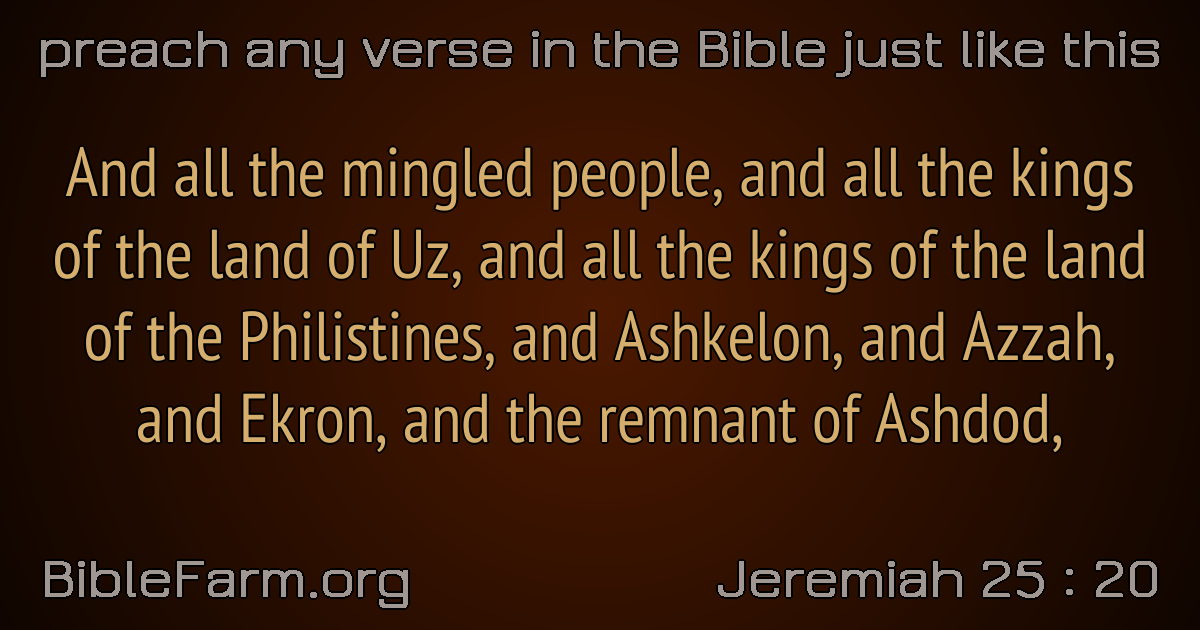 preach any verse in the Bible just like this
And all the mingled people, and all the kings
of the land of Uz, and all the kings of the land
of the Philistines, and Ashkelon, and Azzah,
and Ekron, and the remnant of Ashdod,
BibleFarm.org
Jeremiah 25 : 20